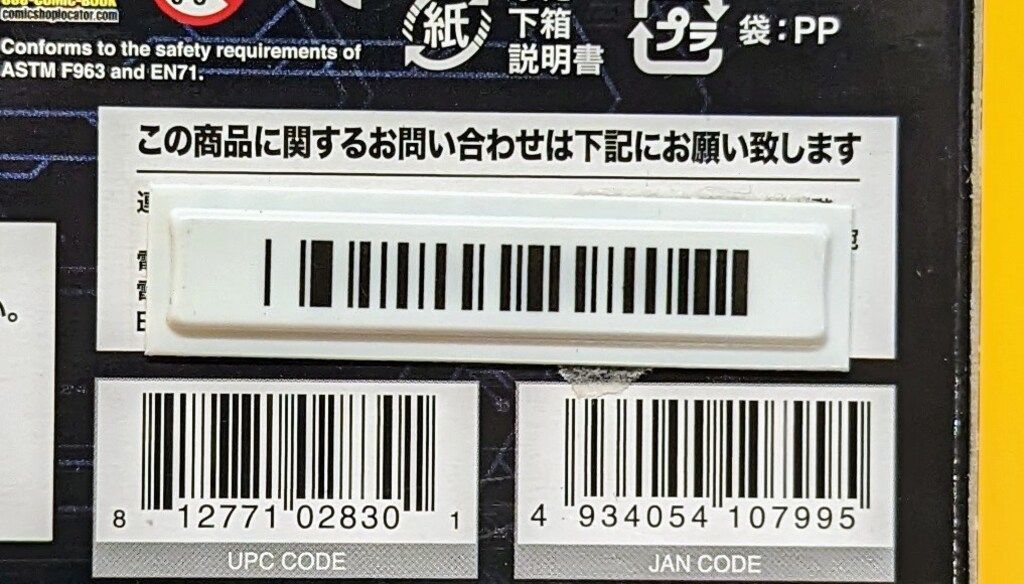 comicshoplocator.com
Conforms to the safety requirements of
ASTM F963 and EN71.
紙
下箱
説明書
プラ
袋:PP
この商品に関するお問い合わせは下記にお願い致します
8 12771 02830 1
UPC CODE
4 934054 107995
JAN CODE